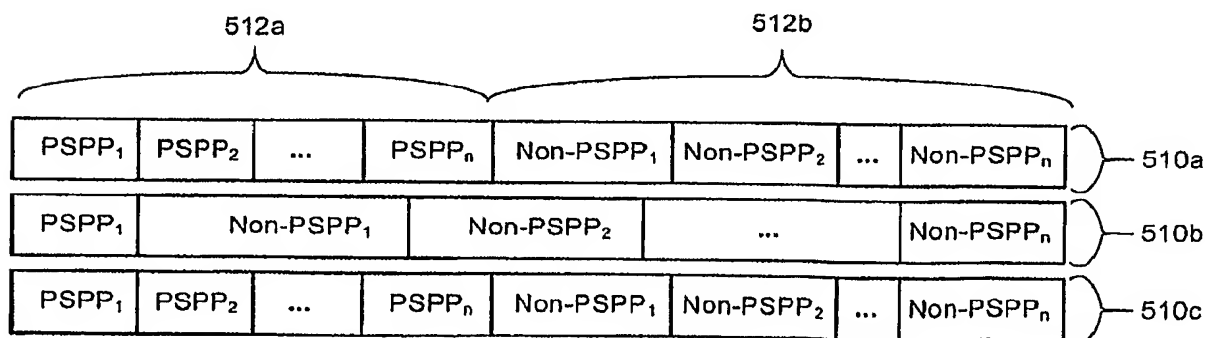 512a 512b
PSPP₁ PSPP₂ ... PSPPₙ Non-PSPP₁ Non-PSPP₂ ... Non-PSPPₙ 510a
PSPP₁ Non-PSPP₁ Non-PSPP₂ ... Non-PSPPₙ 510b
PSPP₁ PSPP₂ ... PSPPₙ Non-PSPP₁ Non-PSPP₂ ... Non-PSPPₙ 510c